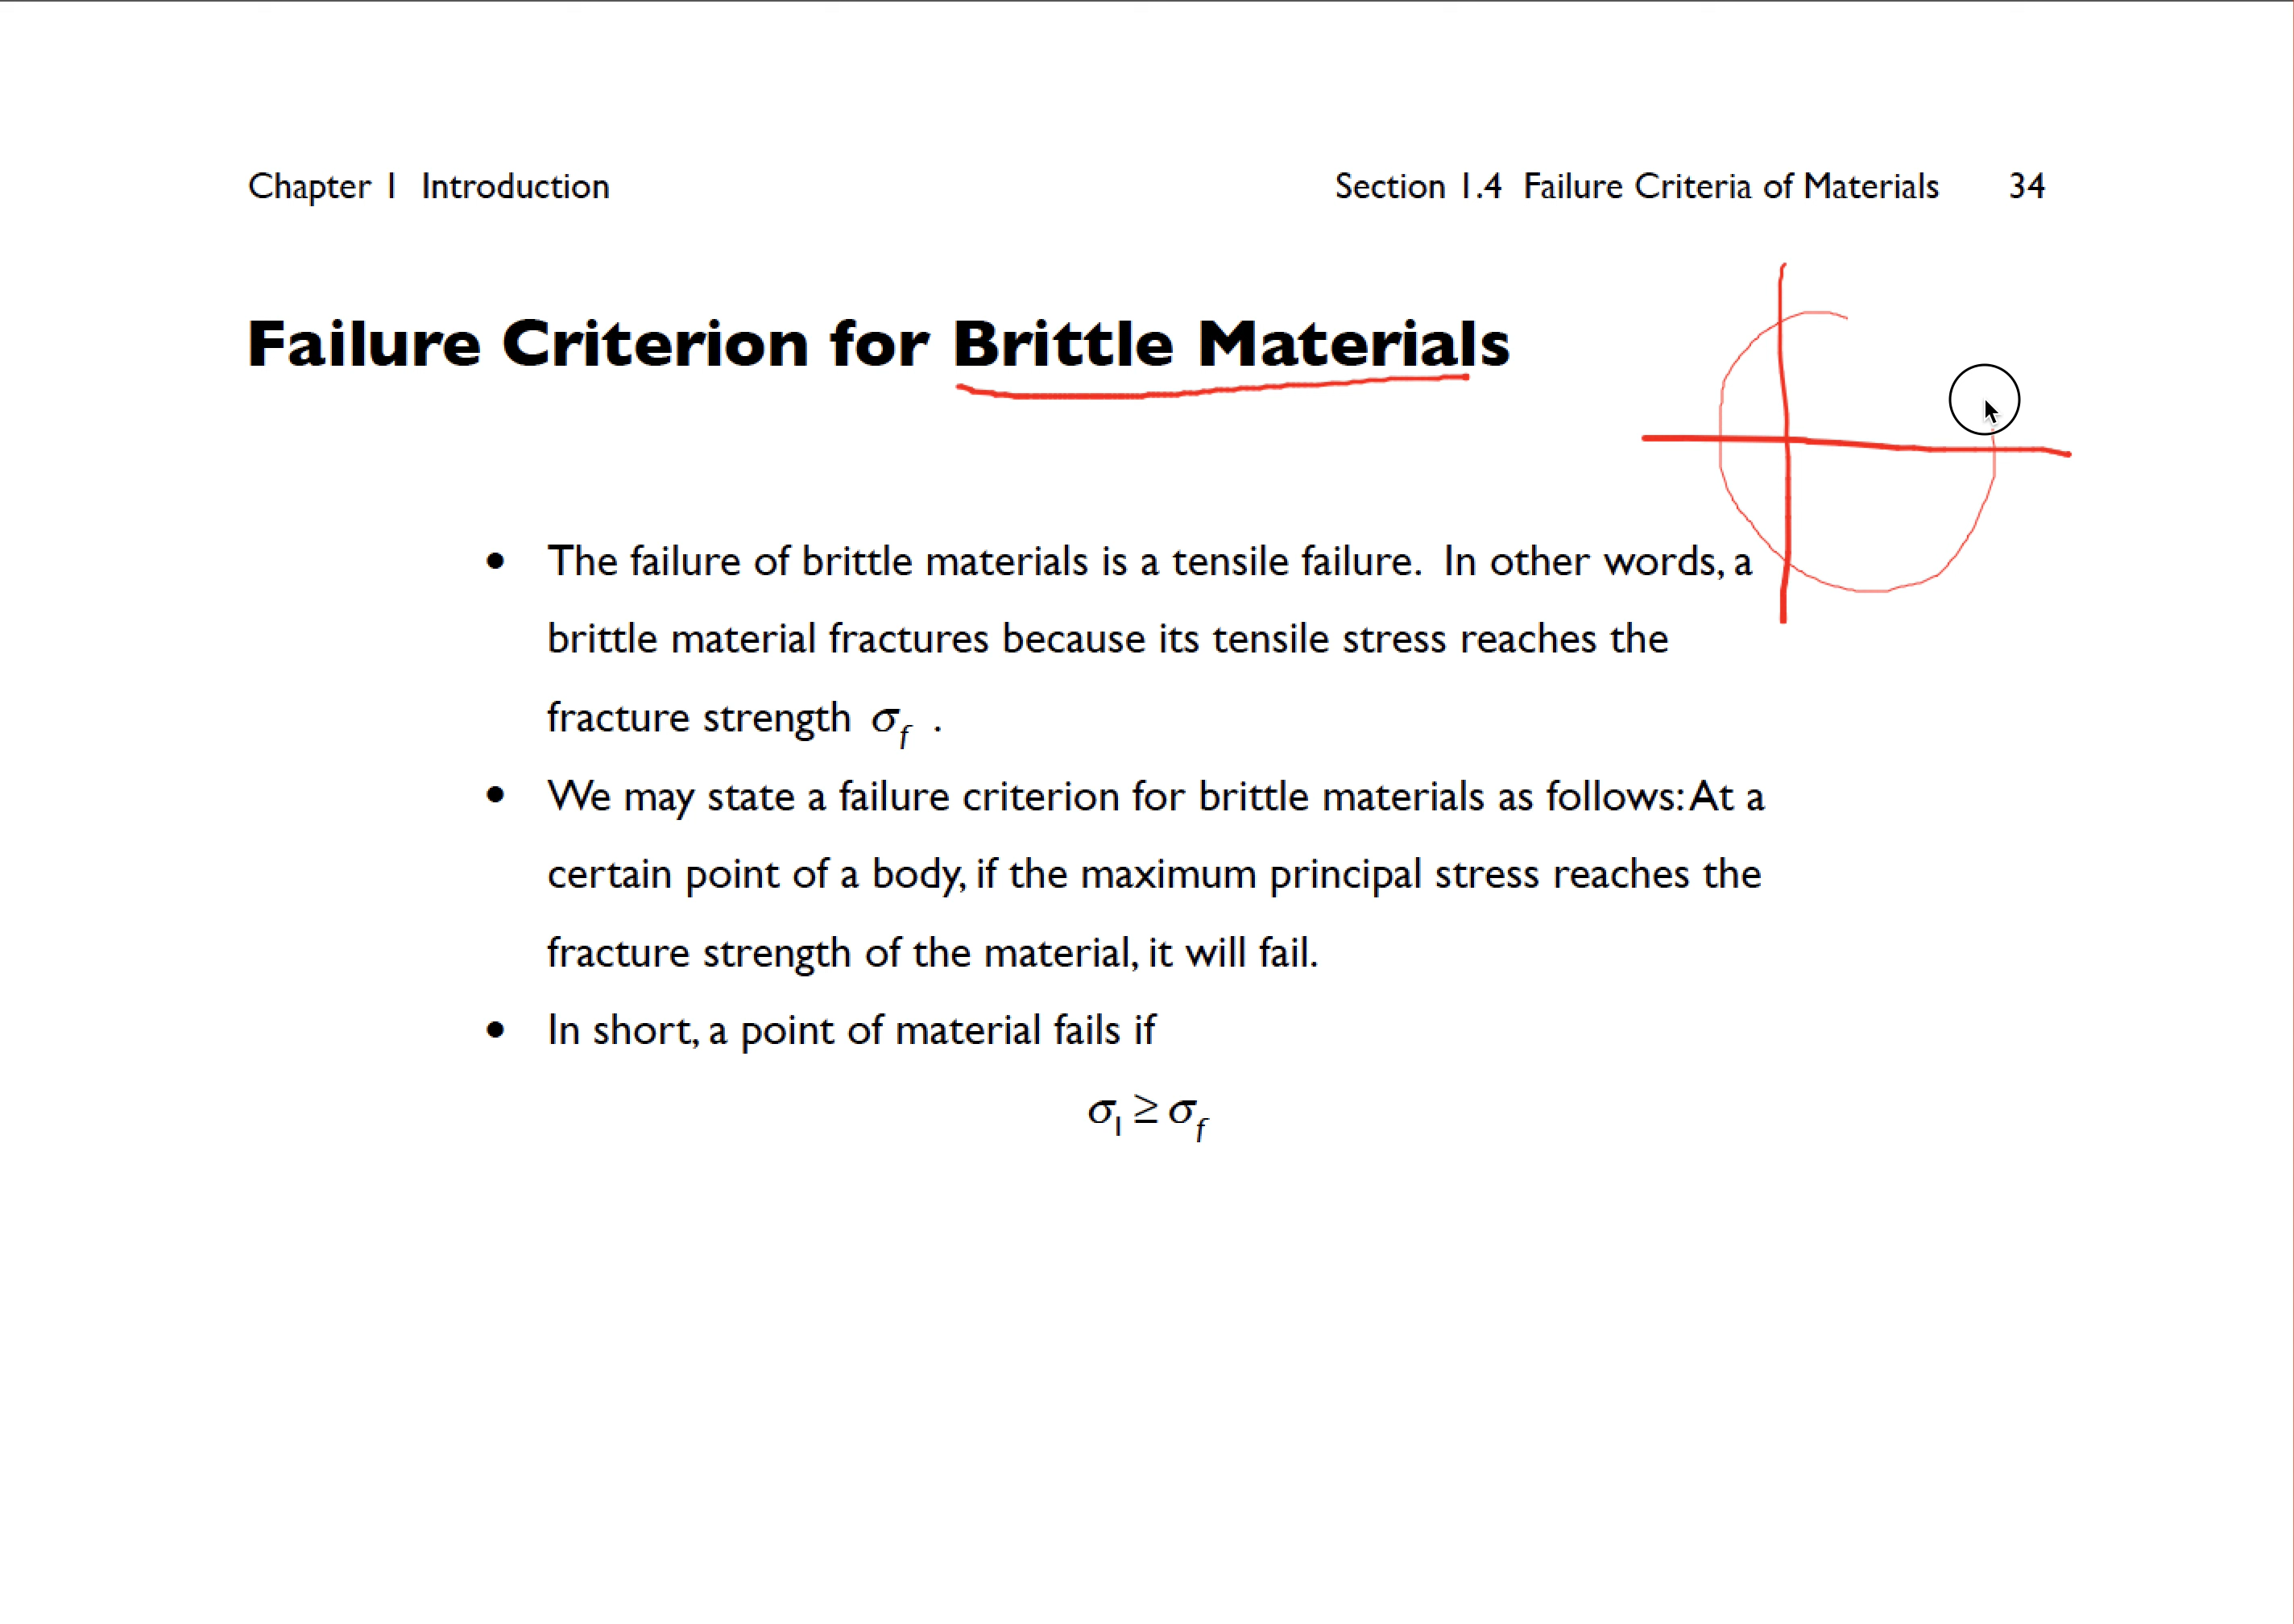 Chapter 1 Introduction Section 1.4 Failure Criteria of Materials 34
Failure Criterion for Brittle Materials
• The failure of brittle materials is a tensile failure. In other words, a
brittle material fractures because its tensile stress reaches the
fracture strength σ_f .
• We may state a failure criterion for brittle materials as follows: At a
certain point of a body, if the maximum principal stress reaches the
fracture strength of the material, it will fail.
• In short, a point of material fails if
σ_1 ≥ σ_f